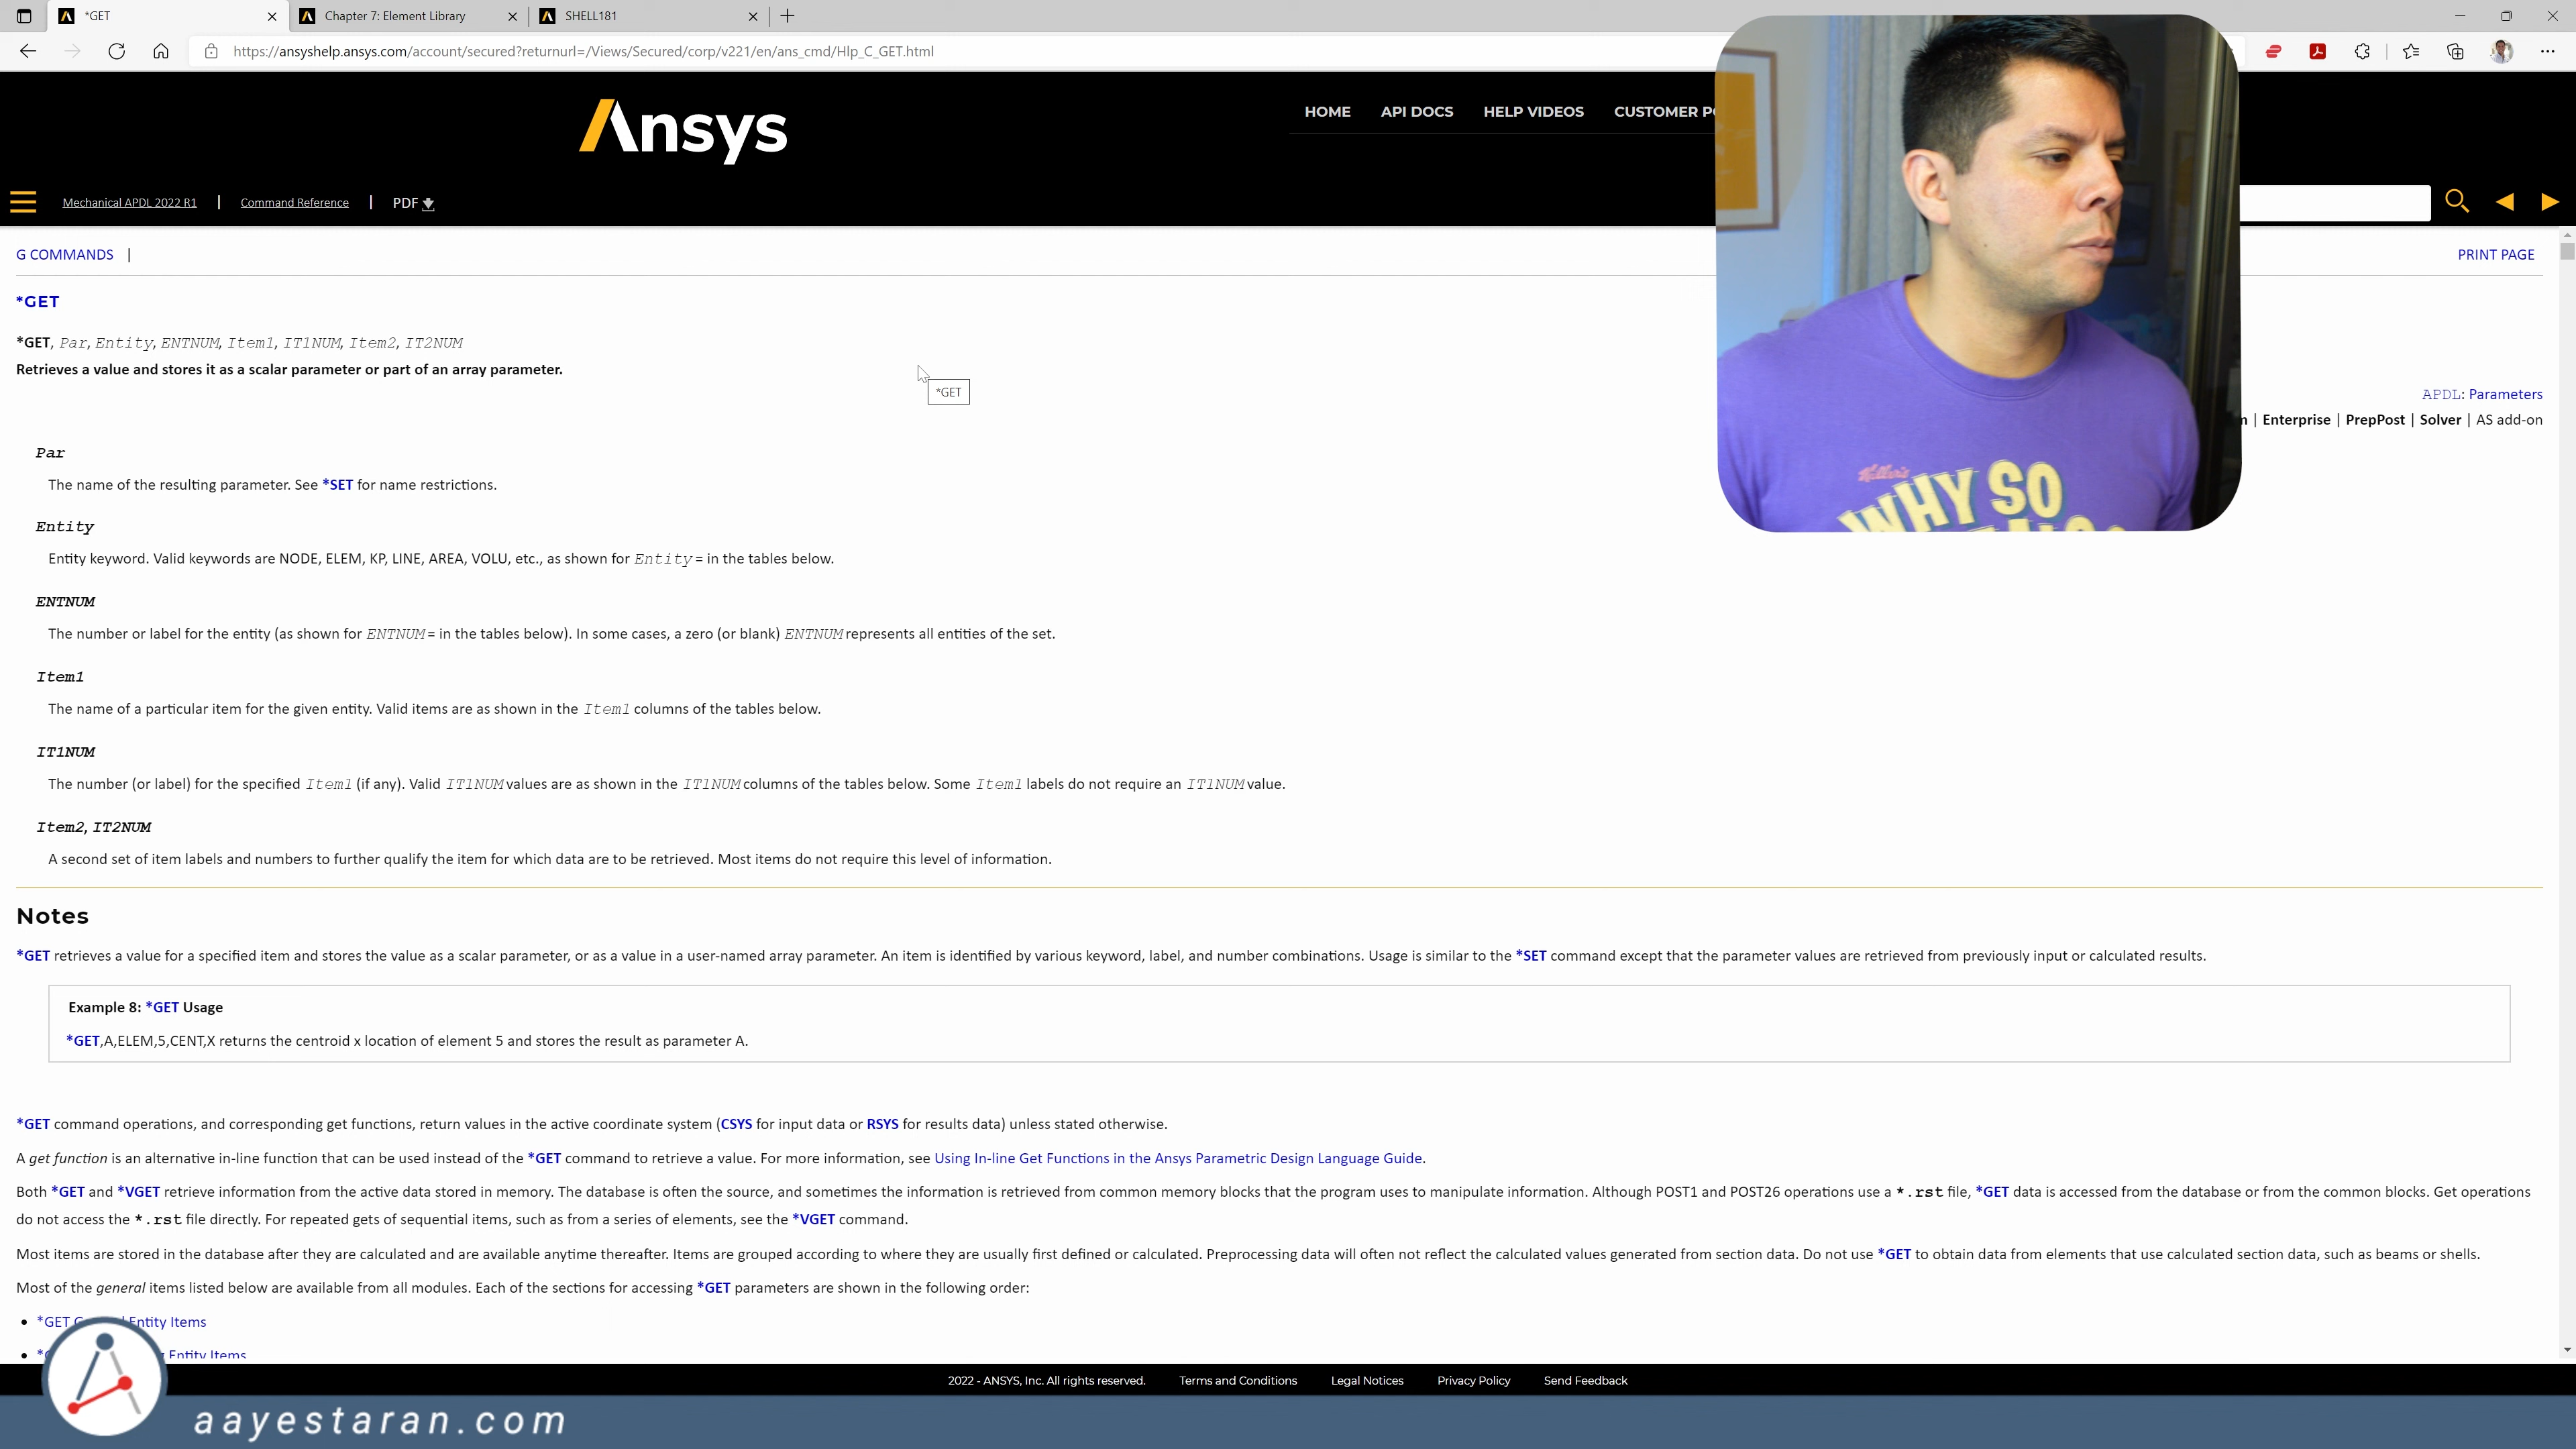 *GET
Chapter 7: Element Library
SHELL181
https://ansyshelp.ansys.com/account/secured?returnurl=/Views/Secured/corp/v221/en/ans_cmd/Hlp_C_GET.html
Ansys
HOME API DOCS HELP VIDEOS CUSTOMER
Mechanical APDL 2022 R1 | Command Reference | PDF
G COMMANDS |
PRINT PAGE
*GET
*GET, Par, Entity, ENTNUM, Item1, IT1NUM, Item2, IT2NUM
Retrieves a value and stores it as a scalar parameter or part of an array parameter.
*GET
APDL: Parameters
| Enterprise | PrepPost | Solver | AS add-on
Par
The name of the resulting parameter. See *SET for name restrictions.
Entity
Entity keyword. Valid keywords are NODE, ELEM, KP, LINE, AREA, VOLU, etc., as shown for Entity = in the tables below.
ENTNUM
The number or label for the entity (as shown for ENTNUM = in the tables below). In some cases, a zero (or blank) ENTNUM represents all entities of the set.
Item1
The name of a particular item for the given entity. Valid items are as shown in the Item1 columns of the tables below.
IT1NUM
The number (or label) for the specified Item1 (if any). Valid IT1NUM values are as shown in the IT1NUM columns of the tables below. Some Item1 labels do not require an IT1NUM value.
Item2, IT2NUM
A second set of item labels and numbers to further qualify the item for which data are to be retrieved. Most items do not require this level of information.
Notes
*GET retrieves a value for a specified item and stores the value as a scalar parameter, or as a value in a user-named array parameter. An item is identified by various keyword, label, and number combinations. Usage is similar to the *SET command except that the parameter values are retrieved from previously input or calculated results.
Example 8: *GET Usage
*GET,A,ELEM,5,CENT,X returns the centroid x location of element 5 and stores the result as parameter A.
*GET command operations, and corresponding get functions, return values in the active coordinate system (CSYS for input data or RSYS for results data) unless stated otherwise.
A get function is an alternative in-line function that can be used instead of the *GET command to retrieve a value. For more information, see Using In-line Get Functions in the Ansys Parametric Design Language Guide.
Both *GET and *VGET retrieve information from the active data stored in memory. The database is often the source, and sometimes the information is retrieved from common memory blocks that the program uses to manipulate information. Although POST1 and POST26 operations use a *.rst file, *GET data is accessed from the database or from the common blocks. Get operations
do not access the *.rst file directly. For repeated gets of sequential items, such as from a series of elements, see the *VGET command.
Most items are stored in the database after they are calculated and are available anytime thereafter. Items are grouped according to where they are usually first defined or calculated. Preprocessing data will often not reflect the calculated values generated from section data. Do not use *GET to obtain data from elements that use calculated section data, such as beams or shells.
Most of the general items listed below are available from all modules. Each of the sections for accessing *GET parameters are shown in the following order:
*GET Entity Items
Entity Items
2022 - ANSYS, Inc. All rights reserved. Terms and Conditions Legal Notices Privacy Policy Send Feedback
aayestaran.com
WHY SO